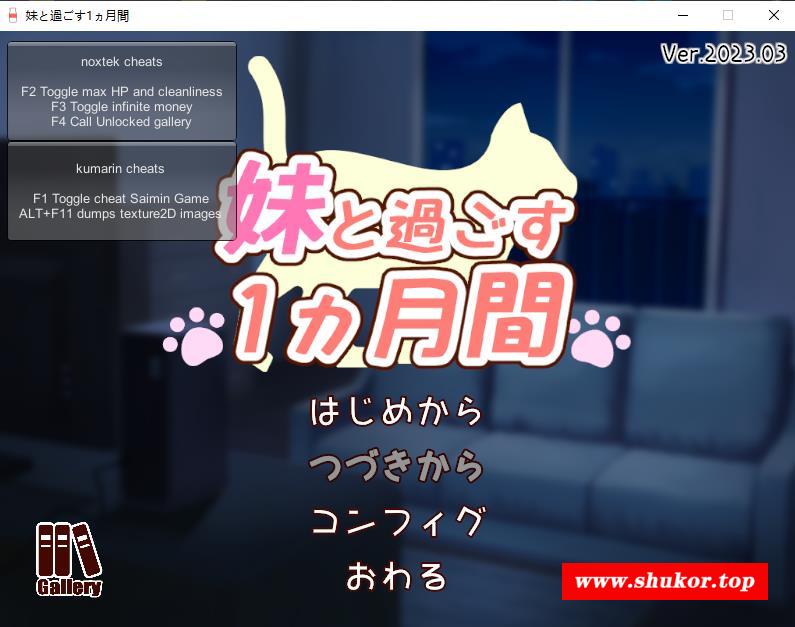 妹と過ごす1ヵ月間
Ver.2023.03
noxtek cheats
F2 Toggle max HP and cleanliness
F3 Toggle infinite money
F4 Call Unlocked gallery
kumarin cheats
F1 Toggle cheat Saimin Game
ALT+F11 dumps texture2D images
妹と過ごす
1ヵ月間
はじめから
つづきから
コンフィグ
おわる
Gallery
www.shukor.top